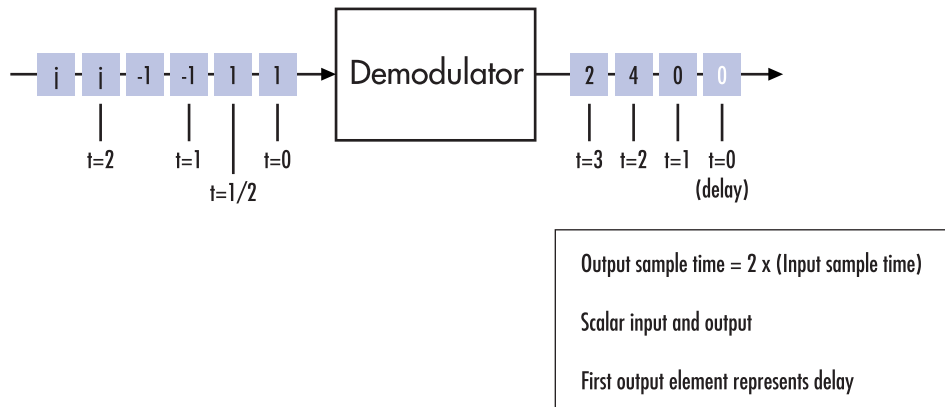 j j -1 -1 1 1
Demodulator
2 4 0 0
t=2 t=1 t=0
t=1/2
t=3 t=2 t=1 t=0
(delay)
Output sample time = 2 x (Input sample time)
Scalar input and output
First output element represents delay